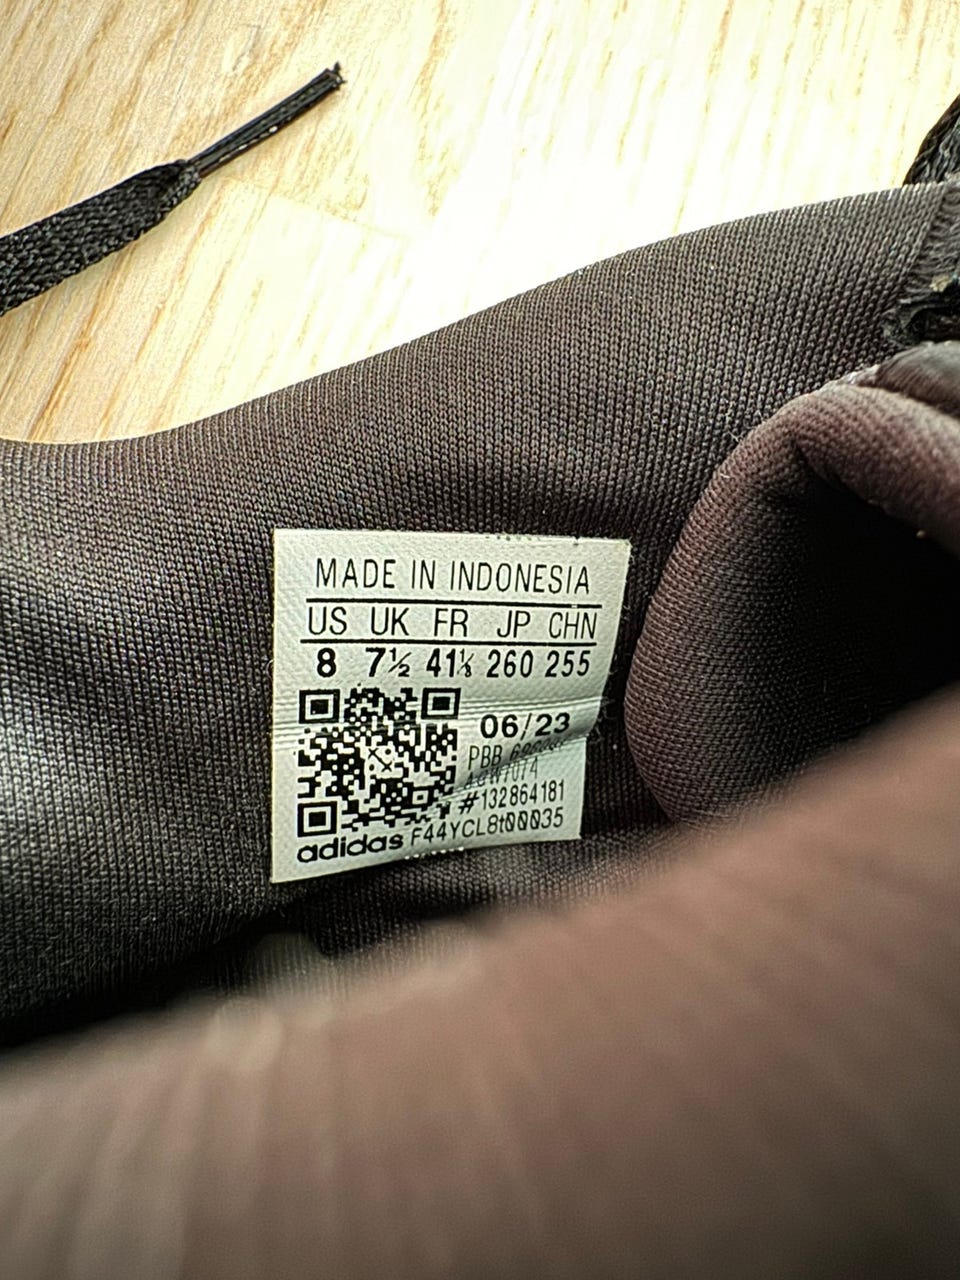 MADE IN INDONESIA
US UK FR JP CHN
8 7½ 41⅓ 260 255
06/23
PBB
#132864181
adidas F44YCL8t00035